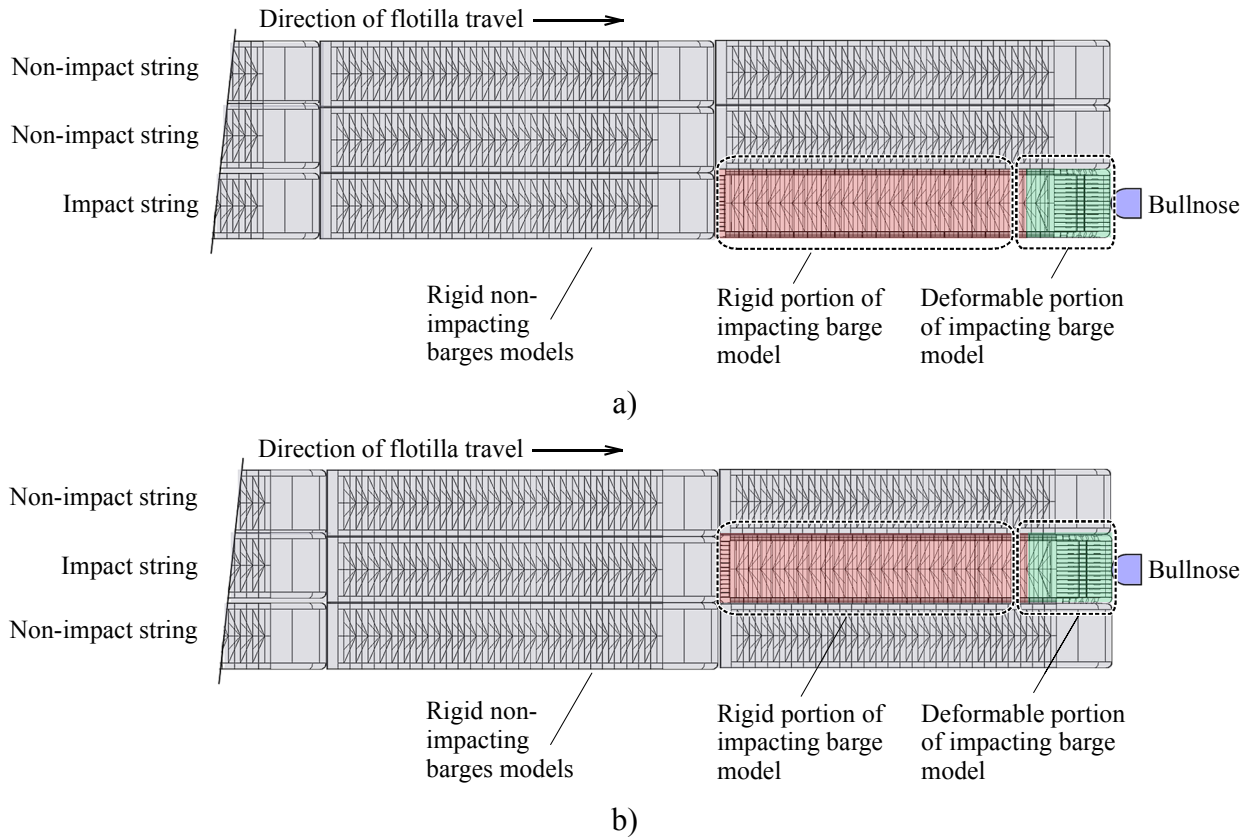 Direction of flotilla travel
Non-impact string
Non-impact string
Impact string
Bullnose
Rigid non-
impacting
barges models
Rigid portion of
impacting barge
model
Deformable portion
of impacting barge
model
a)
Direction of flotilla travel
Non-impact string
Impact string
Bullnose
Non-impact string
Rigid non-
impacting
barges models
Rigid portion of
impacting barge
model
Deformable portion
of impacting barge
model
b)